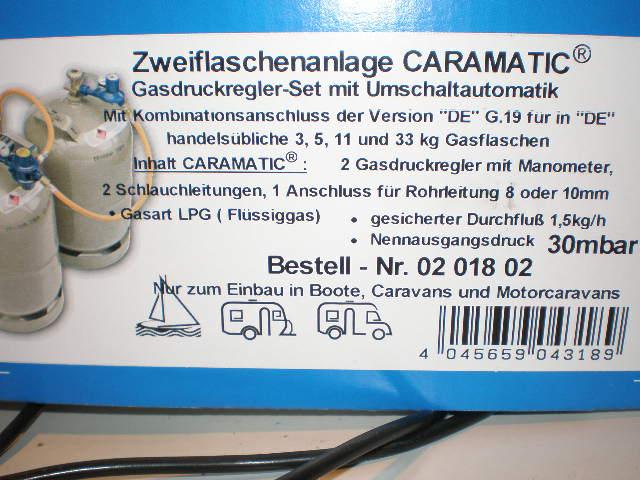 Zweiflaschenanlage CARAMATIC®
Gasdruckregler-Set mit Umschaltautomatik
Mit Kombinationsanschluss der Version "DE" G.19 für in "DE"
handelsübliche 3, 5, 11 und 33 kg Gasflaschen
Inhalt CARAMATIC® : 2 Gasdruckregler mit Manometer,
2 Schlauchleitungen, 1 Anschluss für Rohrleitung 8 oder 10mm
• Gasart LPG ( Flüssiggas)
• gesicherter Durchfluß 1,5kg/h
• Nennausgangsdruck 30mbar
Bestell - Nr. 02 018 02
Nur zum Einbau in Boote, Caravans und Motorcaravans
4 045659 043189